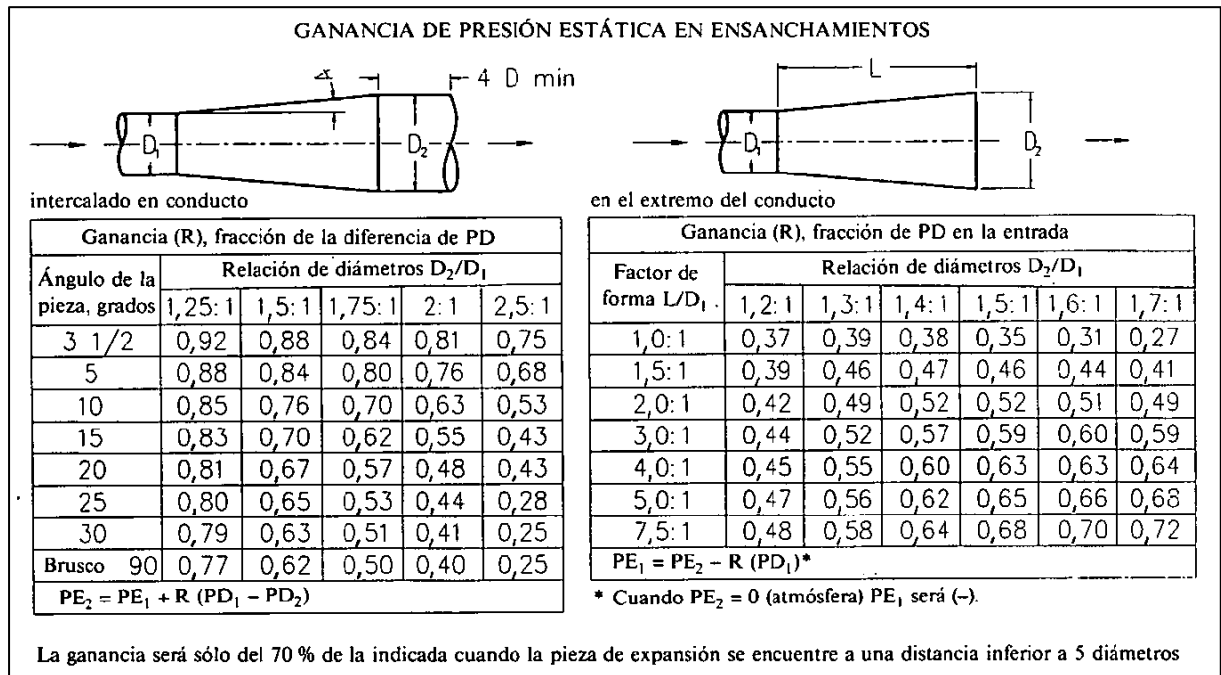 GANANCIA DE PRESIÓN ESTÁTICA EN ENSANCHAMIENTOS
4 D min
D₁
D₂
intercalado en conducto
Ganancia (R), fracción de la diferencia de PD
Ángulo de la pieza, grados
Relación de diámetros D₂/D₁
1,25:1 1,5:1 1,75:1 2:1 2,5:1
3 1/2 0,92 0,88 0,84 0,81 0,75
5 0,88 0,84 0,80 0,76 0,68
10 0,85 0,76 0,70 0,63 0,53
15 0,83 0,70 0,62 0,55 0,43
20 0,81 0,67 0,57 0,48 0,43
25 0,80 0,65 0,53 0,44 0,28
30 0,79 0,63 0,51 0,41 0,25
Brusco 90 0,77 0,62 0,50 0,40 0,25
PE₂ = PE₁ + R (PD₁ − PD₂)
L
D₁
D₂
en el extremo del conducto
Ganancia (R), fracción de PD en la entrada
Factor de forma L/D₁
Relación de diámetros D₂/D₁
1,2:1 1,3:1 1,4:1 1,5:1 1,6:1 1,7:1
1,0:1 0,37 0,39 0,38 0,35 0,31 0,27
1,5:1 0,39 0,46 0,47 0,46 0,44 0,41
2,0:1 0,42 0,49 0,52 0,52 0,51 0,49
3,0:1 0,44 0,52 0,57 0,59 0,60 0,59
4,0:1 0,45 0,55 0,60 0,63 0,63 0,64
5,0:1 0,47 0,56 0,62 0,65 0,66 0,68
7,5:1 0,48 0,58 0,64 0,68 0,70 0,72
PE₁ = PE₂ − R (PD₁)*
* Cuando PE₂ = 0 (atmósfera) PE₁ será (−).
La ganancia será sólo del 70 % de la indicada cuando la pieza de expansión se encuentre a una distancia inferior a 5 diámetros